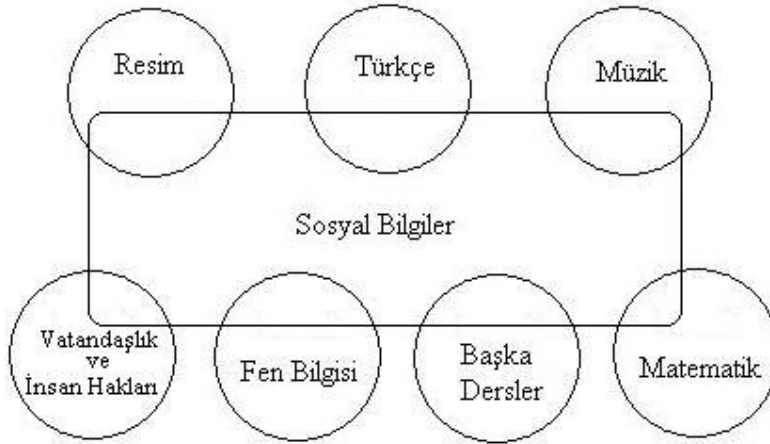 Resim
Türkçe
Müzik
Sosyal Bilgiler
Vatandaşlık
ve
İnsan Hakları
Fen Bilgisi
Başka
Dersler
Matematik